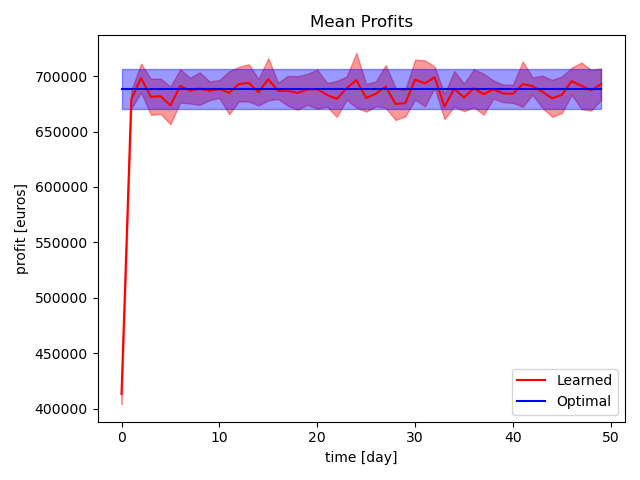 Mean Profits
profit [euros]
700000
650000
600000
550000
500000
450000
400000
0 10 20 30 40 50
time [day]
Learned
Optimal